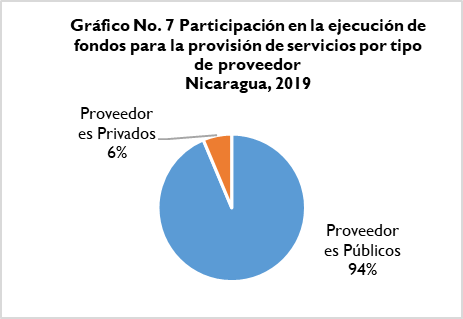 Gráfico No. 7 Participación en la ejecución de
fondos para la provisión de servicios por tipo
de proveedor
Nicaragua, 2019
Proveedor
es Privados
6%
Proveedor
es Públicos
94%